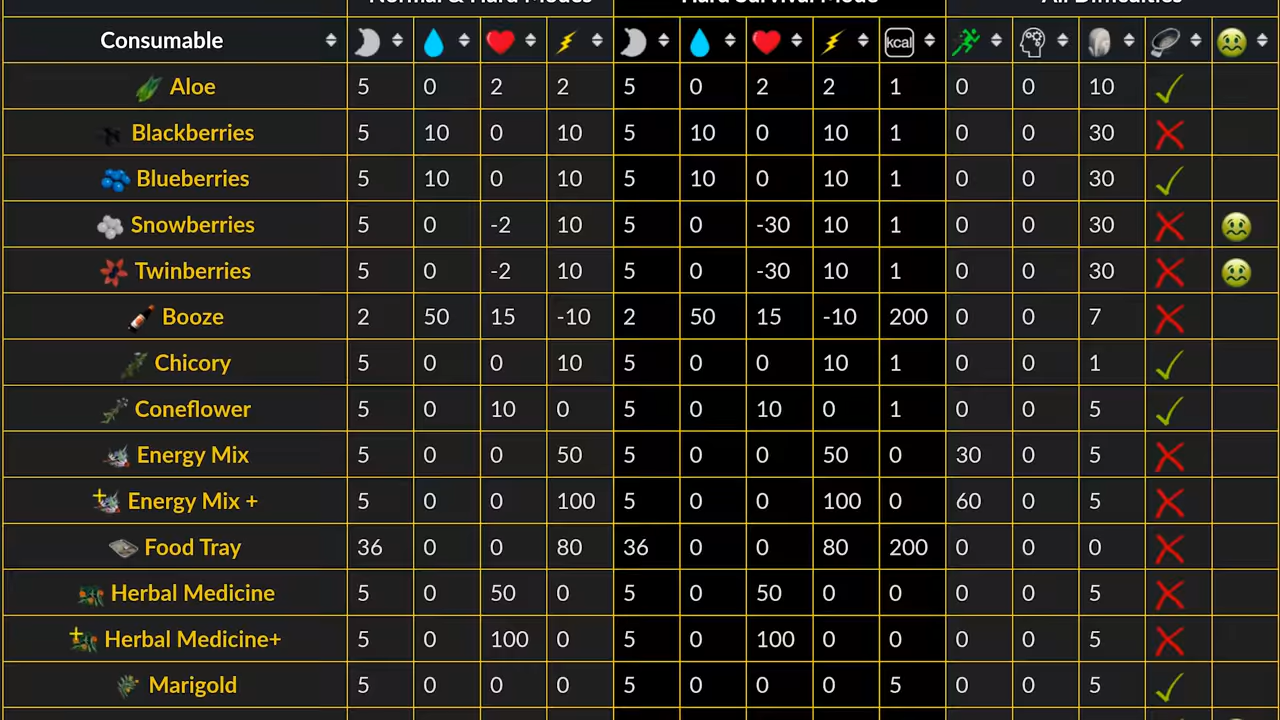 Normal & Hard Modes Hard Survival Mode All Difficulties
Consumable kcal
Aloe 5 0 2 2 5 0 2 2 1 0 0 10
Blackberries 5 10 0 10 5 10 0 10 1 0 0 30
Blueberries 5 10 0 10 5 10 0 10 1 0 0 30
Snowberries 5 0 -2 10 5 0 -30 10 1 0 0 30
Twinberries 5 0 -2 10 5 0 -30 10 1 0 0 30
Booze 2 50 15 -10 2 50 15 -10 200 0 0 7
Chicory 5 0 0 10 5 0 0 10 1 0 0 1
Coneflower 5 0 10 0 5 0 10 0 1 0 0 5
Energy Mix 5 0 0 50 5 0 0 50 0 30 0 5
Energy Mix + 5 0 0 100 5 0 0 100 0 60 0 5
Food Tray 36 0 0 80 36 0 0 80 200 0 0 0
Herbal Medicine 5 0 50 0 5 0 50 0 0 0 0 5
Herbal Medicine+ 5 0 100 0 5 0 100 0 0 0 0 5
Marigold 5 0 0 0 5 0 0 0 5 0 0 5